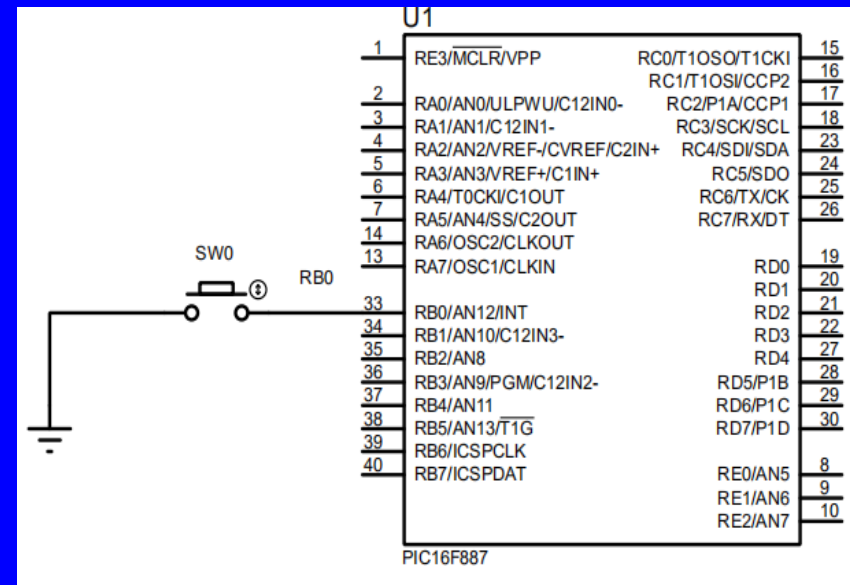 U1
1 RE3/MCLR/VPP RC0/T1OSO/T1CKI 15
RC1/T1OSI/CCP2 16
2 RA0/AN0/ULPWU/C12IN0- RC2/P1A/CCP1 17
3 RA1/AN1/C12IN1- RC3/SCK/SCL 18
4 RA2/AN2/VREF-/CVREF/C2IN+ RC4/SDI/SDA 23
5 RA3/AN3/VREF+/C1IN+ RC5/SDO 24
6 RA4/T0CKI/C1OUT RC6/TX/CK 25
7 RA5/AN4/SS/C2OUT RC7/RX/DT 26
14 RA6/OSC2/CLKOUT
SW0
13 RA7/OSC1/CLKIN RD0 19
RB0
RD1 20
33 RB0/AN12/INT RD2 21
34 RB1/AN10/C12IN3- RD3 22
35 RB2/AN8 RD4 27
36 RB3/AN9/PGM/C12IN2- RD5/P1B 28
37 RB4/AN11 RD6/P1C 29
38 RB5/AN13/T1G RD7/P1D 30
39 RB6/ICSPCLK
40 RB7/ICSPDAT RE0/AN5 8
RE1/AN6 9
RE2/AN7 10
PIC16F887